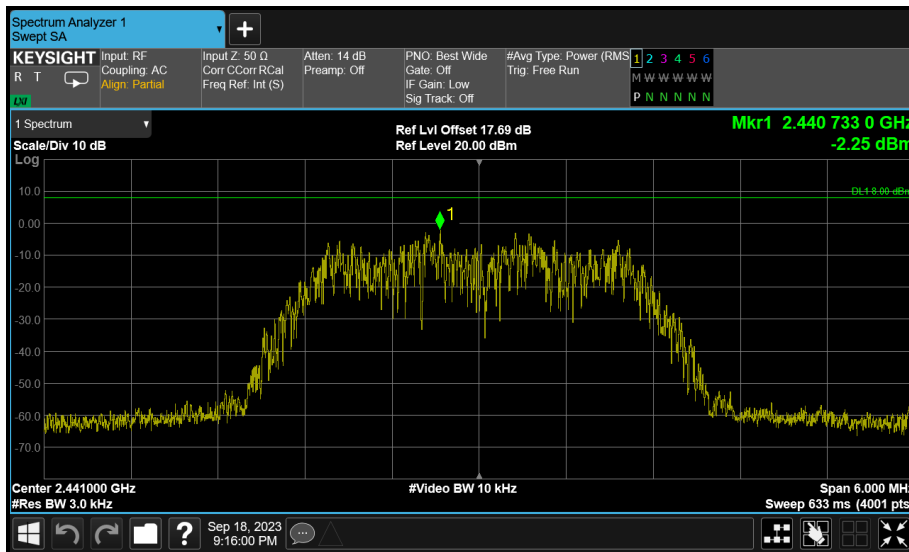 Spectrum Analyzer 1
Swept SA
+
KEYSIGHT
R T
LXI
Input: RF
Coupling: AC
Align: Partial
Input Z: 50 Ω
Corr CCorr RCal
Freq Ref: Int (S)
Atten: 14 dB
Preamp: Off
PNO: Best Wide
Gate: Off
IF Gain: Low
Sig Track: Off
#Avg Type: Power (RMS
Trig: Free Run
1 2 3 4 5 6
M W W W W W
P N N N N N
1 Spectrum
Scale/Div 10 dB
Log
Ref Lvl Offset 17.69 dB
Ref Level 20.00 dBm
Mkr1 2.440 733 0 GHz
-2.25 dBm
10.0
DL1 8.00 dBm
1
0.00
-10.0
-20.0
-30.0
-40.0
-50.0
-60.0
-70.0
Center 2.441000 GHz
#Res BW 3.0 kHz
#Video BW 10 kHz
Span 6.000 MHz
Sweep 633 ms (4001 pts
?
Sep 18, 2023
9:16:00 PM